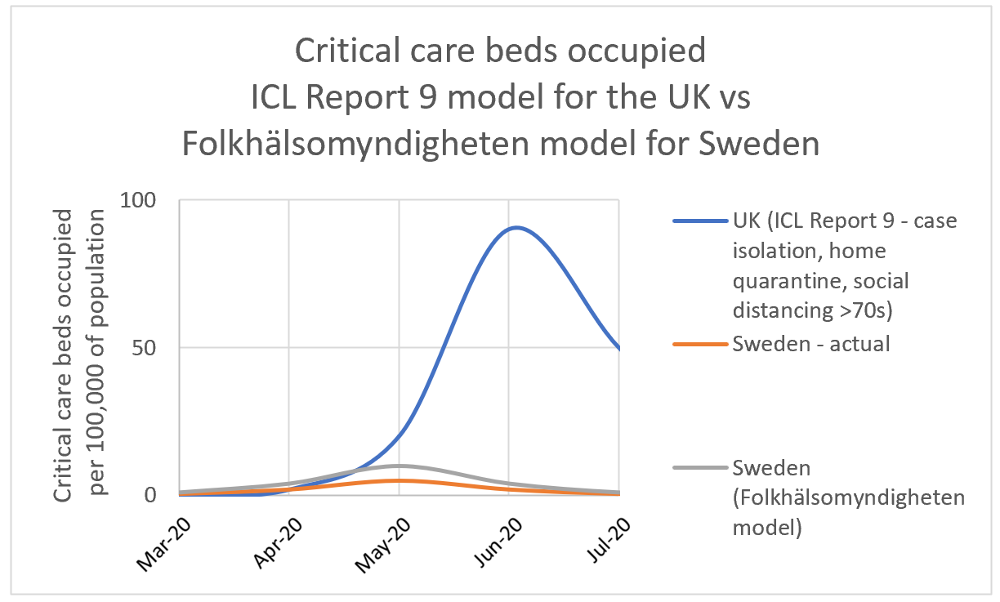 Critical care beds occupied
ICL Report 9 model for the UK vs
Folkhälsomyndigheten model for Sweden
Critical care beds occupied
per 100,000 of population
100
50
0
Mar-20
Apr-20
May-20
Jun-20
Jul-20
UK (ICL Report 9 - case
isolation, home
quarantine, social
distancing >70s)
Sweden - actual
Sweden
(Folkhälsomyndigheten
model)